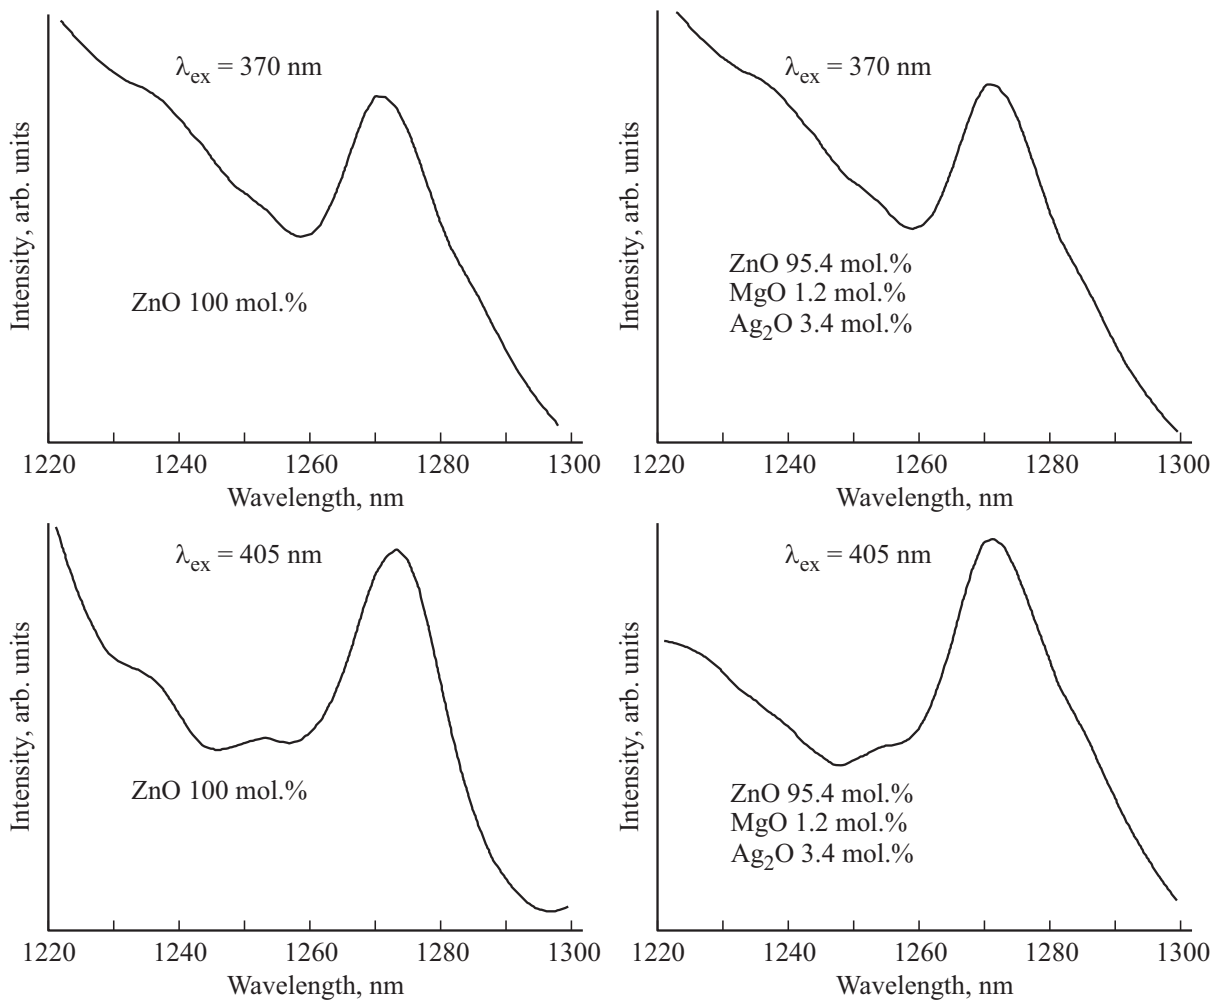 λex = 370 nm
Intensity, arb. units
ZnO 100 mol.%
1220 1240 1260 1280 1300
Wavelength, nm
λex = 370 nm
Intensity, arb. units
ZnO 95.4 mol.%
MgO 1.2 mol.%
Ag2O 3.4 mol.%
1220 1240 1260 1280 1300
Wavelength, nm
λex = 405 nm
Intensity, arb. units
ZnO 100 mol.%
1220 1240 1260 1280 1300
Wavelength, nm
λex = 405 nm
Intensity, arb. units
ZnO 95.4 mol.%
MgO 1.2 mol.%
Ag2O 3.4 mol.%
1220 1240 1260 1280 1300
Wavelength, nm